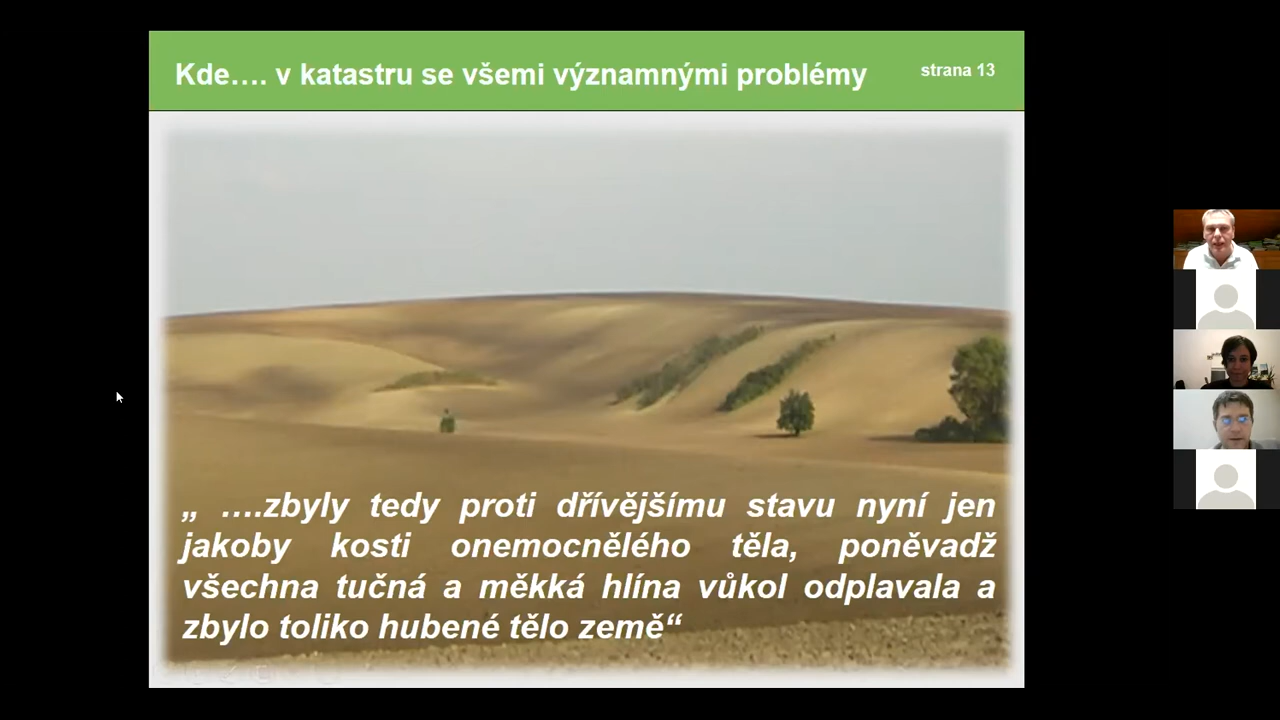 Kde…. v katastru se všemi významnými problémy
strana 13
„ ….zbyly tedy proti dřívějšímu stavu nyní jen
jakoby kosti onemocnělého těla, poněvadž
všechna tučná a měkká hlína vůkol odplavala a
zbylo toliko hubené tělo země“